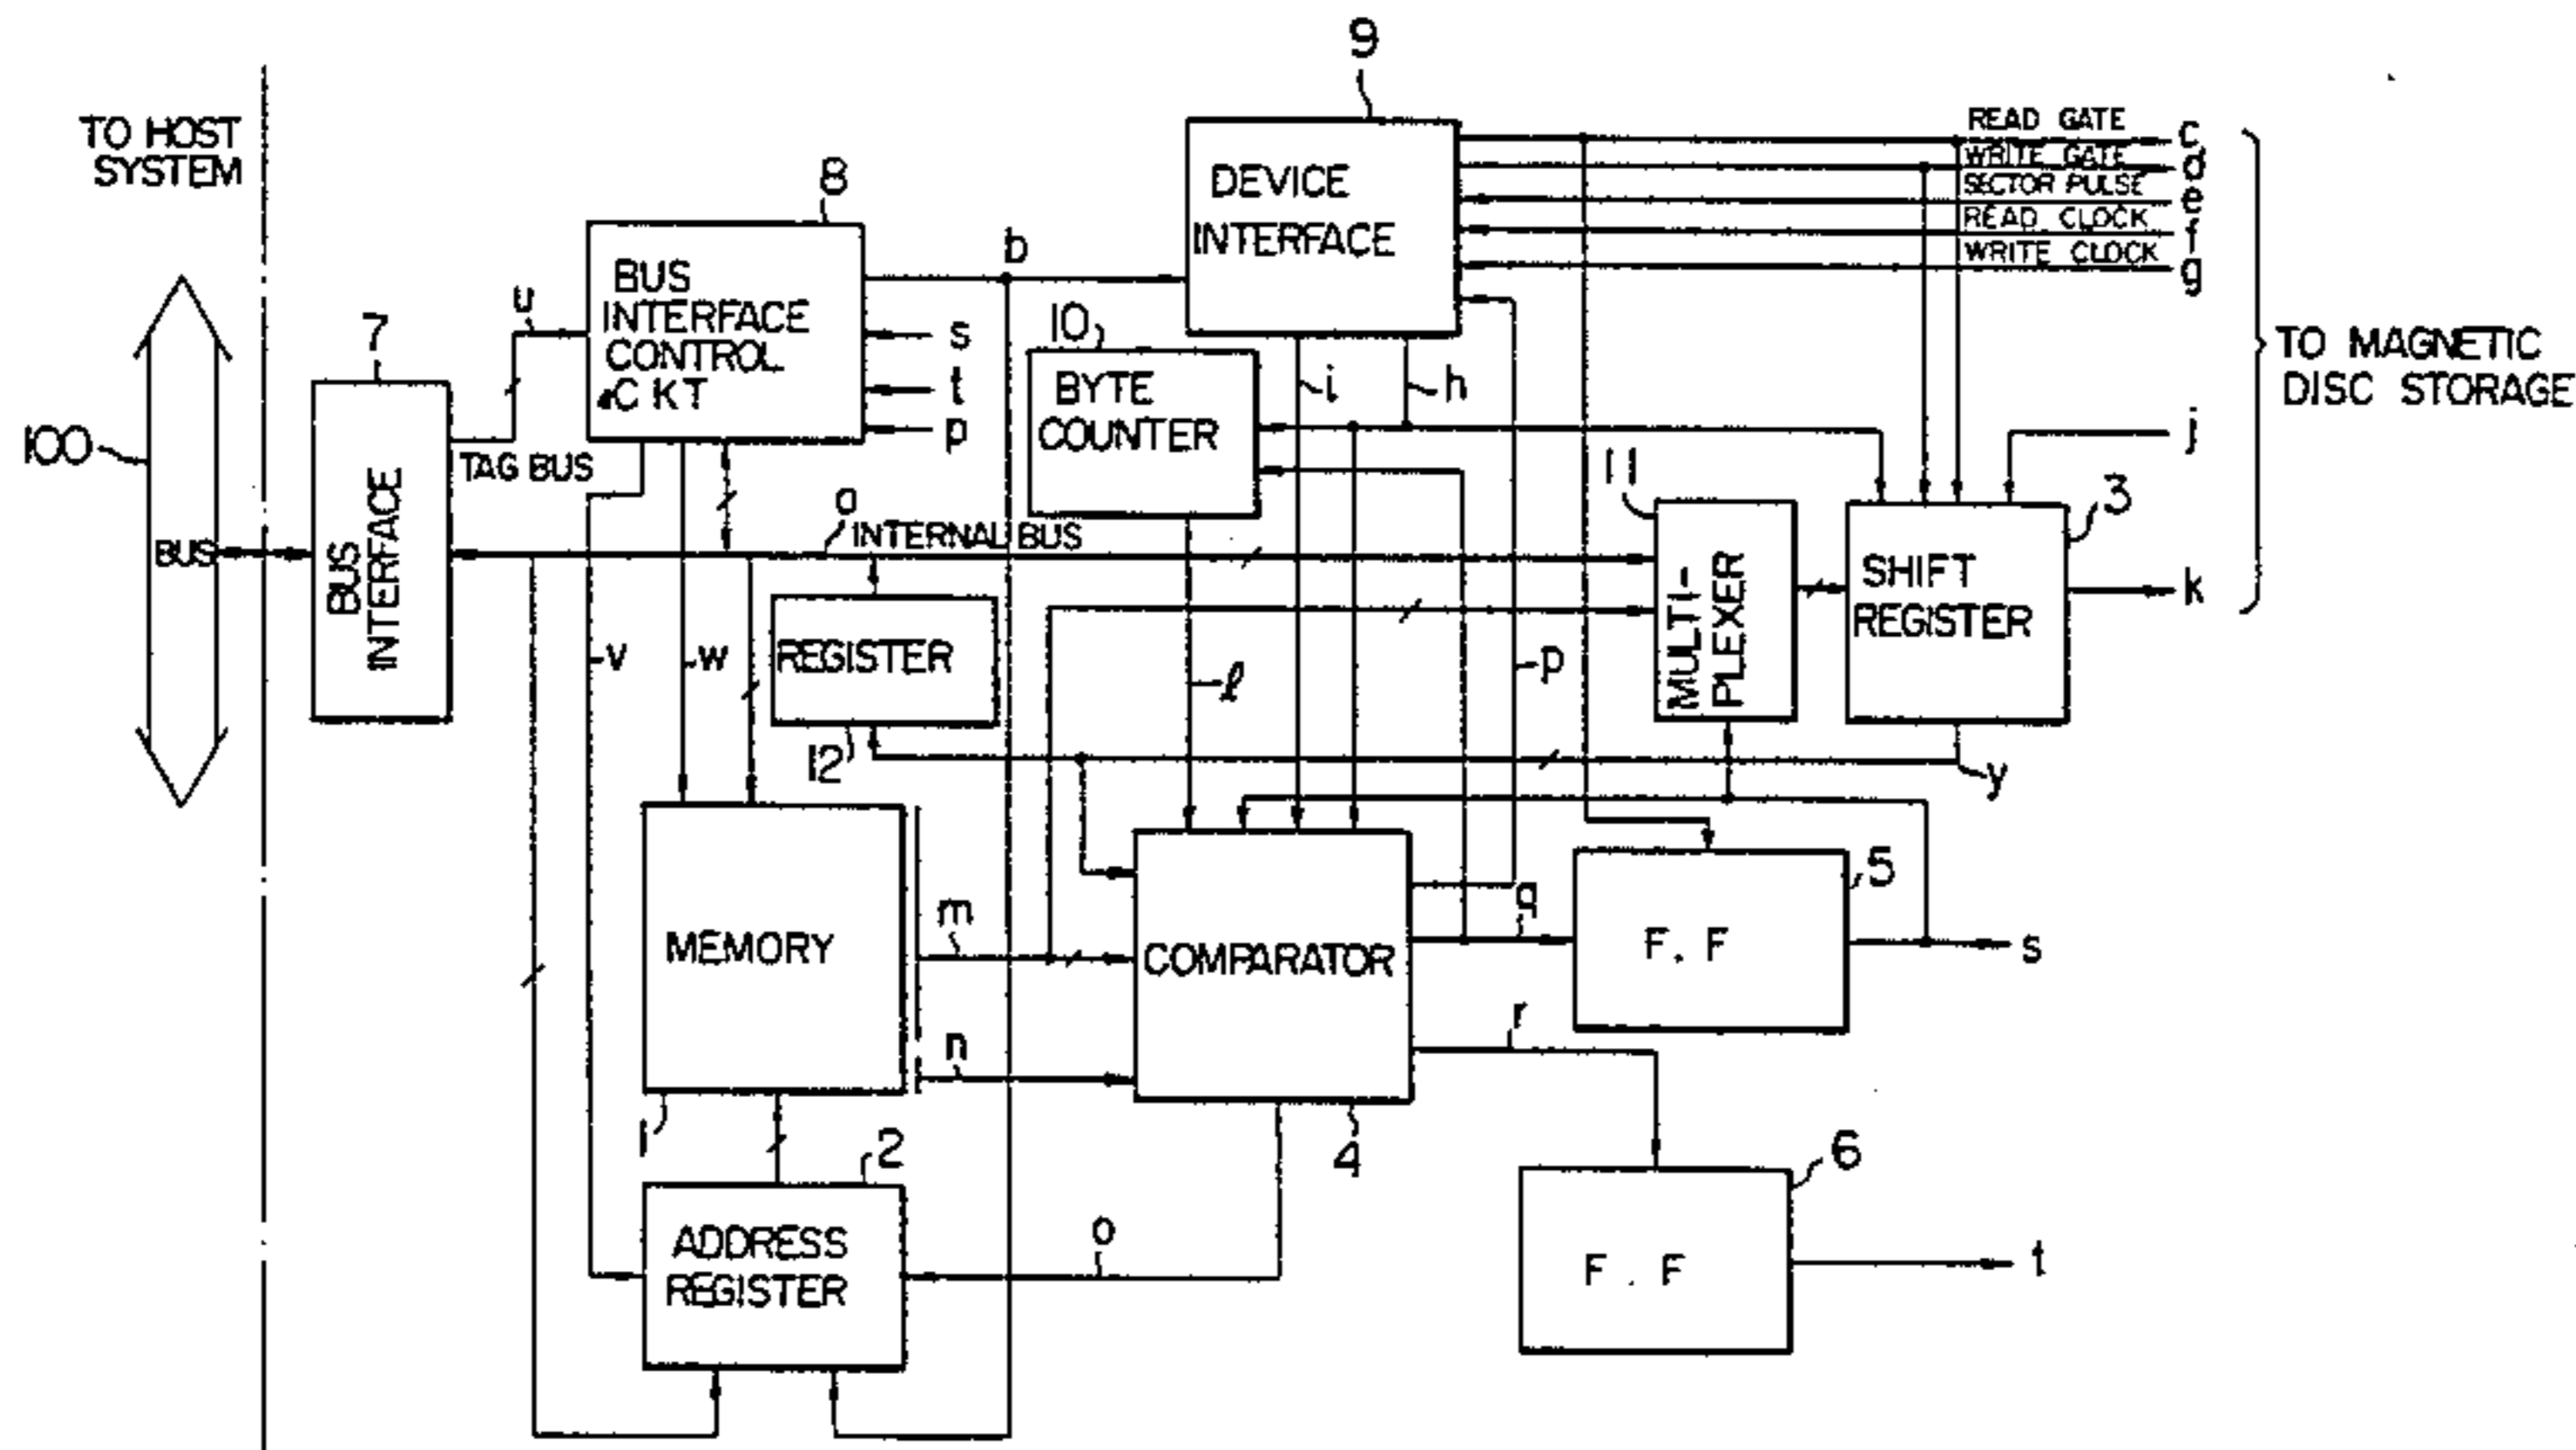 9
TO HOST
SYSTEM
READ GATE
c
WRITE GATE
d
SECTOR PULSE
e
READ CLOCK
f
WRITE CLOCK
g
8
DEVICE
INTERFACE
b
u
BUS
INTERFACE
CONTROL
CKT
s
t
p
7
10
BYTE
COUNTER
i
h
TO MAGNETIC
DISC STORAGE
100
TAG BUS
j
11
3
a
INTERNAL BUS
BUS
BUS
INTERFACE
MULTI-
PLEXER
SHIFT
REGISTER
k
v
w
REGISTER
l
p
12
y
MEMORY
m
COMPARATOR
q
F. F
5
s
n
r
1
2
4
6
ADDRESS
REGISTER
o
F. F
t